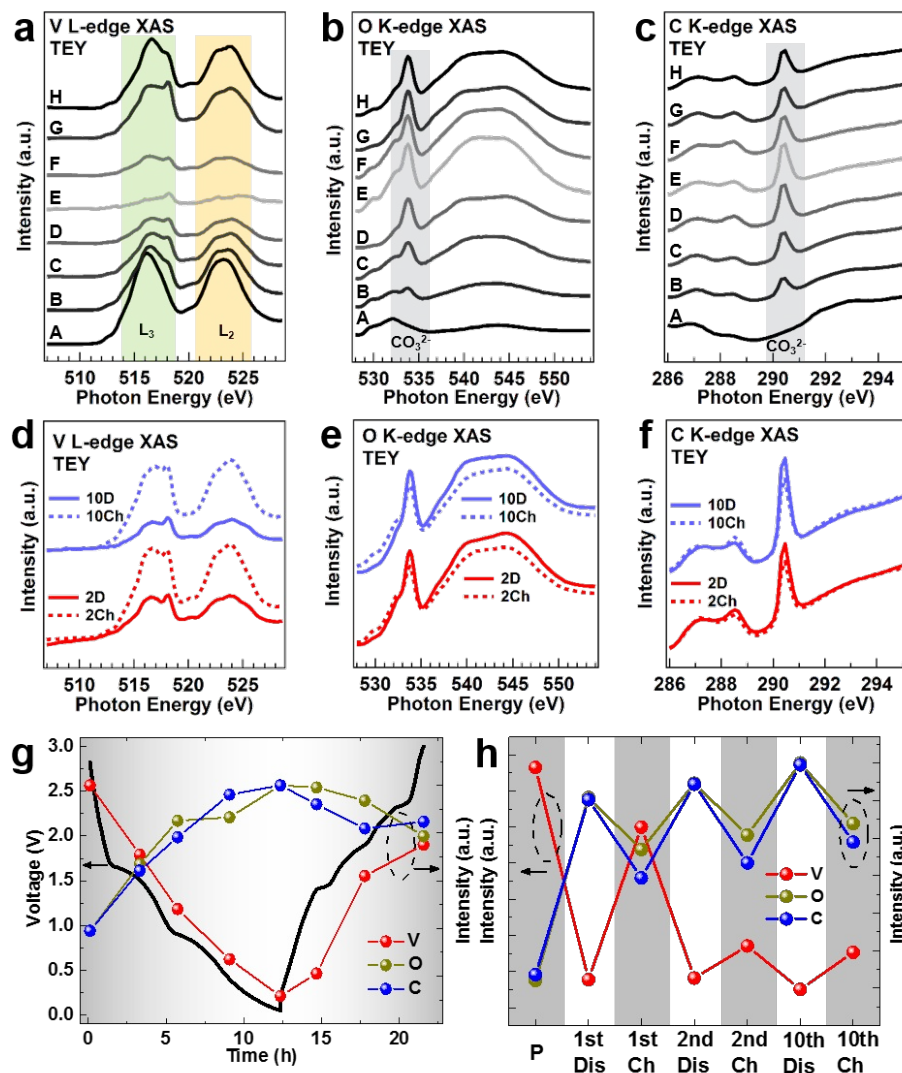 a V L-edge XAS
TEY
H
G
F
E
D
C
B
A
L3
L2
Intensity (a.u.)
510 515 520 525
Photon Energy (eV)
b O K-edge XAS
TEY
H
G
F
E
D
C
B
A
CO3 2-
Intensity (a.u.)
530 535 540 545 550
Photon Energy (eV)
c C K-edge XAS
TEY
H
G
F
E
D
C
B
A
CO3 2-
Intensity (a.u.)
286 288 290 292 294
Photon Energy (eV)
d V L-edge XAS
TEY
10D
10Ch
2D
2Ch
Intensity (a.u.)
510 515 520 525
Photon Energy (eV)
e O K-edge XAS
TEY
10D
10Ch
2D
2Ch
Intensity (a.u.)
530 535 540 545 550
Photon Energy (eV)
f C K-edge XAS
TEY
10D
10Ch
2D
2Ch
Intensity (a.u.)
286 288 290 292 294
Photon Energy (eV)
g
3.0
2.5
2.0
1.5
1.0
0.5
0.0
Voltage (V)
V
O
C
0 5 10 15 20
Time (h)
Intensity (a.u.)
h
Intensity (a.u.)
V
O
C
Intensity (a.u.)
P 1st 1st 2nd 2nd 10th 10th
Dis Ch Dis Ch Dis Ch